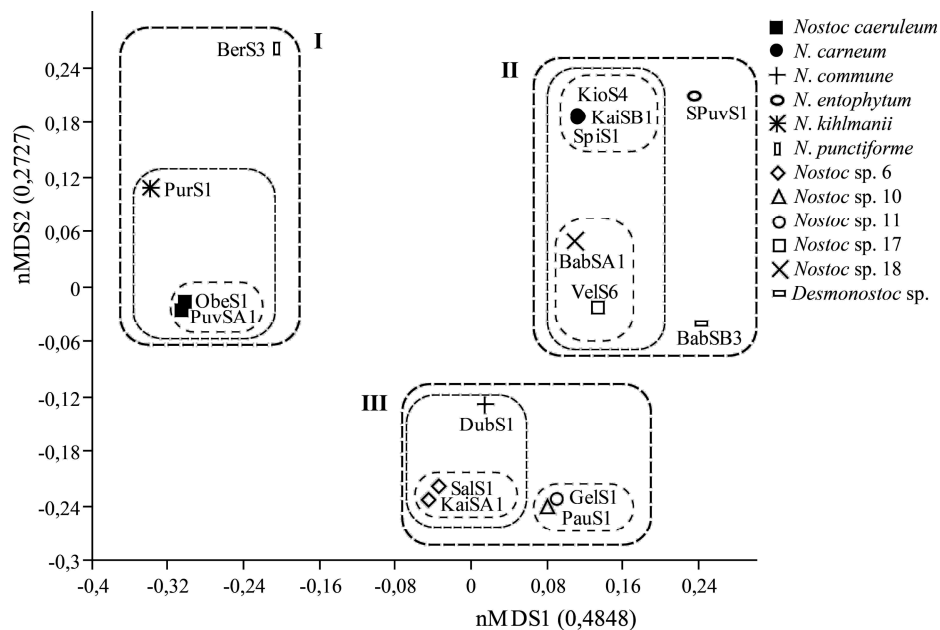 nMDS2 (0,2727)
0,24
0,18
0,12
0,06
0
-0,06
-0,12
-0,18
-0,24
-0,3
I
BerS3
PurS1
ObeS1
PuvSA1
II
KioS4
KaiSB1
SpiS1
SPuvS1
BabSA1
VelS6
BabSB3
III
DubS1
SalS1
KaiSA1
GelS1
PauS1
-0,4 -0,32 -0,24 -0,16 -0,08 0 0,08 0,16 0,24
nMDS1 (0,4848)
Nostoc caeruleum
N. carneum
N. commune
N. entophytum
N. kihlmanii
N. punctiforme
Nostoc sp. 6
Nostoc sp. 10
Nostoc sp. 11
Nostoc sp. 17
Nostoc sp. 18
Desmonostoc sp.